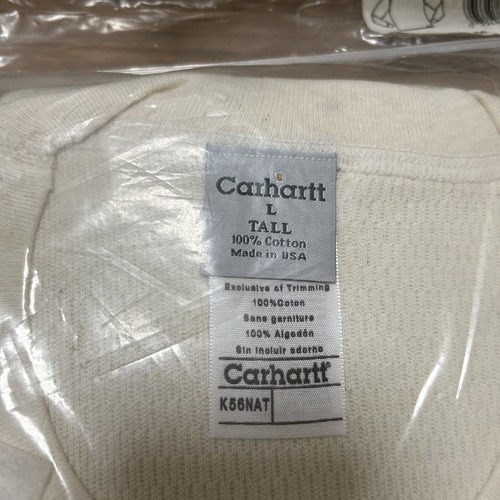 Carhartt
L
TALL
100% Cotton
Made in USA
Exclusive of Trimming
100%Coton
Sans garniture
100% Algodón
Sin incluir adorno
Carhartt
K56NAT